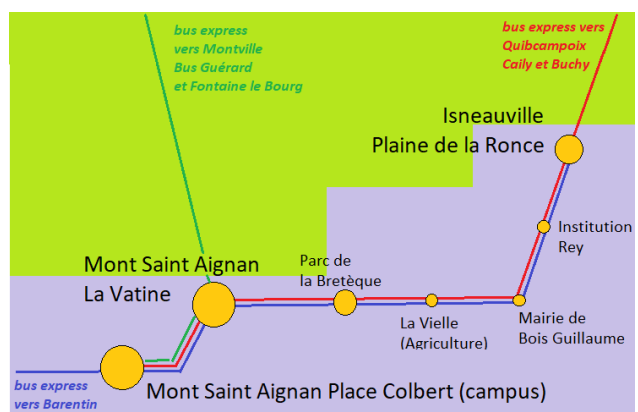 bus express
vers Montville
Bus Guérard
et Fontaine le Bourg
bus express vers
Quibcampoix
Caily et Buchy
Isneauville
Plaine de la Ronce
Institution
Rey
Mont Saint Aignan
La Vatine
Parc de
la Bretèque
La Vielle
(Agriculture)
Mairie de
Bois Guillaume
bus express
vers Barentin
Mont Saint Aignan Place Colbert (campus)